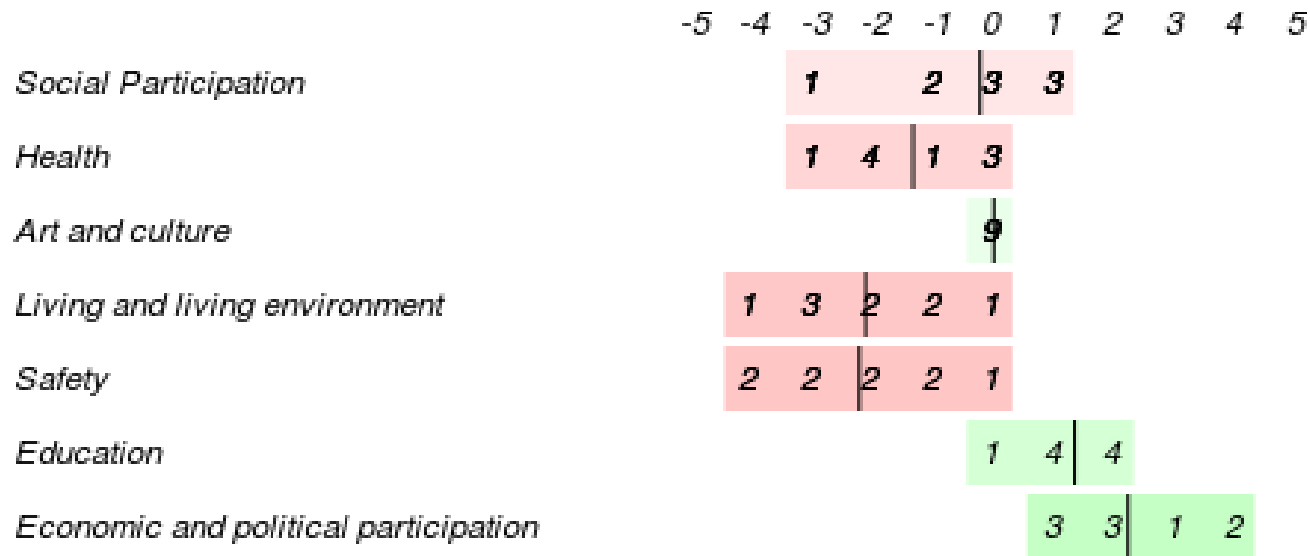 -5 -4 -3 -2 -1 0 1 2 3 4 5
Social Participation 1 2 3 3
Health 1 4 1 3
Art and culture 9
Living and living environment 1 3 2 2 1
Safety 2 2 2 2 1
Education 1 4 4
Economic and political participation 3 3 1 2